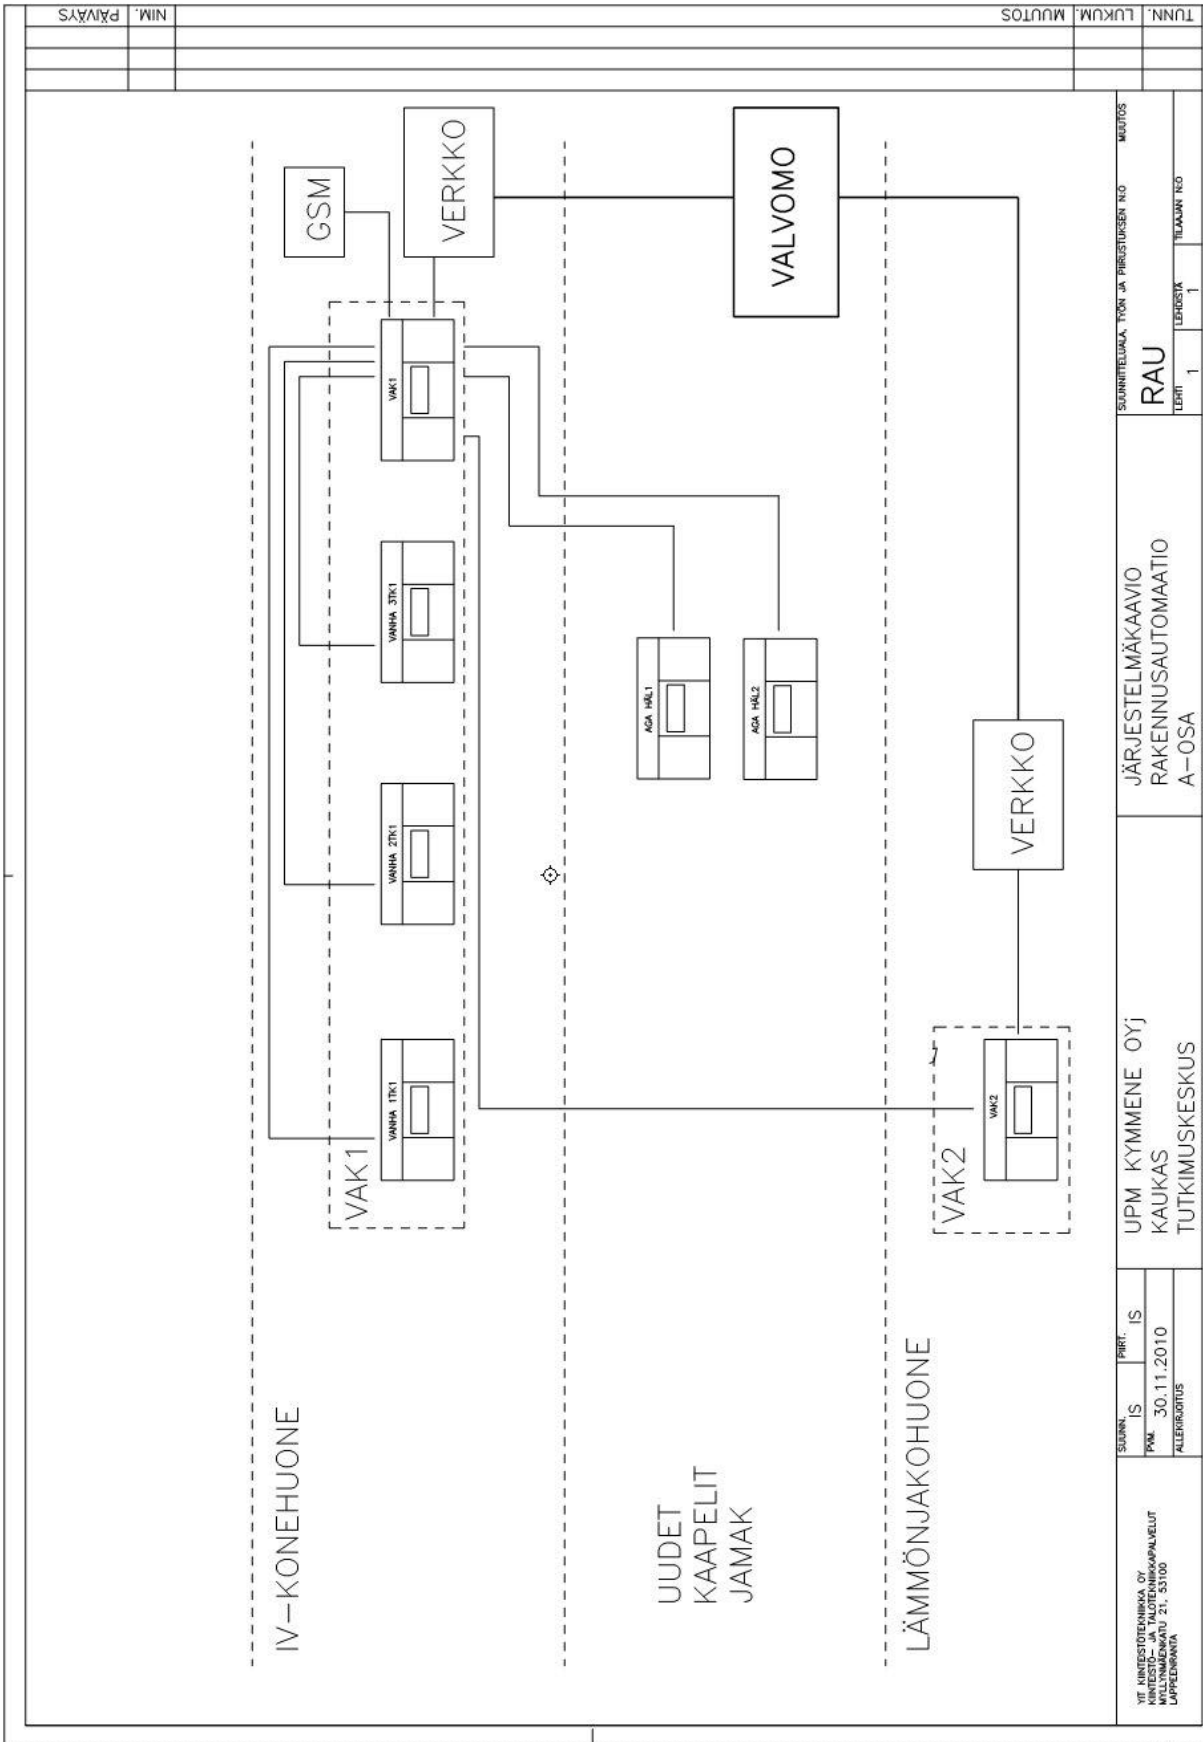 TUNN.
LUKUM.
MUUTOS
NIM.
PÄIVÄYS
IV-KONEHUONE
VAK1
VANHA 1TK1
VANHA 2TK1
VANHA 3TK1
VAK1
GSM
VERKKO
UUDET
KAAPELIT
JAMAK
AGA HÄL1
AGA HÄL2
VALVOMO
LÄMMÖNJAKOHUONE
VAK2
VAK2
VERKKO
YIT KIINTEISTÖTEKNIIKKA OY
KIINTEISTÖ- JA TALOTEKNIIKKAPALVELUT
MYLLYMÄENKATU 21, 53100
LAPPEENRANTA
SUUNN.
IS
PIIRT.
IS
PVM.
30.11.2010
ALLEKIRJOITUS
UPM KYMMENE OYj
KAUKAS
TUTKIMUSKESKUS
JÄRJESTELMÄKAAVIO
RAKENNUSAUTOMAATIO
A-OSA
SUUNNITTELUALA, TYÖN JA PIIRUSTUKSEN N:O
MUUTOS
RAU
LEHTI
1
LEHDISTÄ
1
TILAAJAN N:O